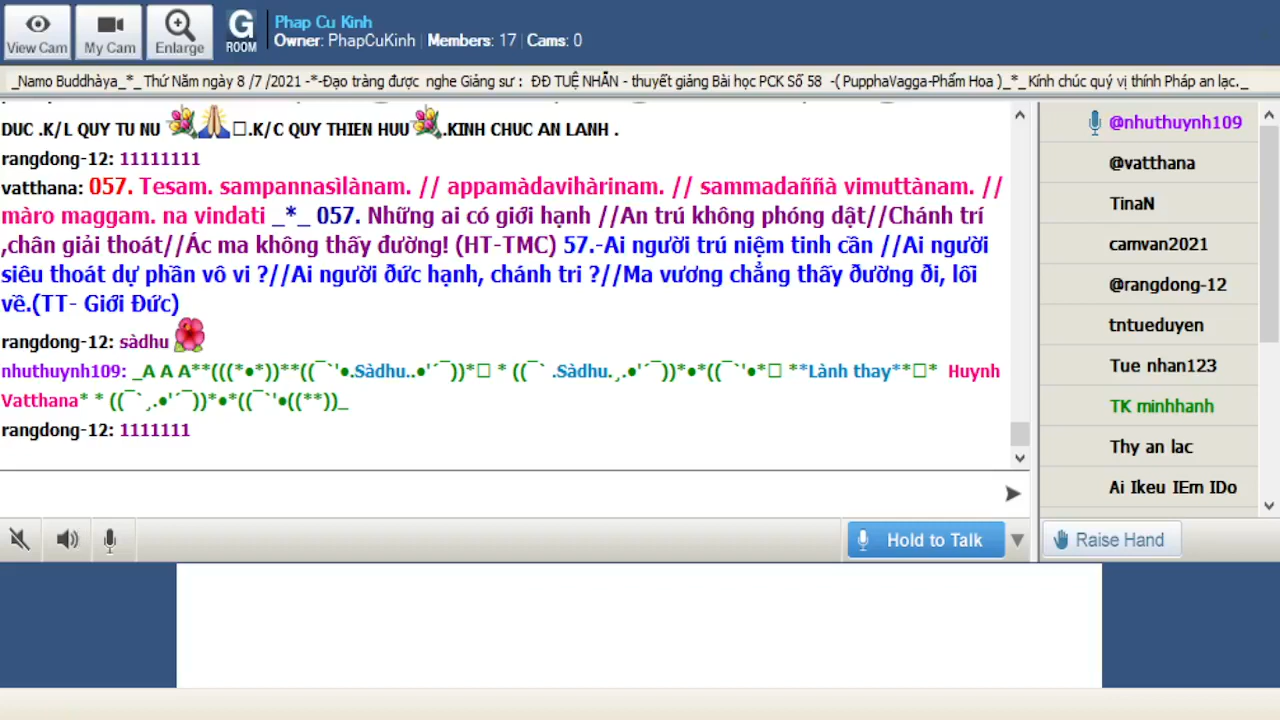 View Cam
My Cam
Enlarge
G
ROOM
Phap Cu Kinh
Owner: PhapCuKinh | Members: 17 | Cams: 0
_Namo Buddhàya_*_ Thứ Năm ngày 8 /7 /2021 -*-Đạo tràng được nghe Giảng sư : ĐĐ TUỆ NHẪN - thuyết giảng Bài học PCK Số 58 -( PupphaVagga-Phẩm Hoa )_*_ Kính chúc quý vị thính Pháp an lạc._
DUC .K/L QUY TU NU 🙏□.K/C QUY THIEN HUU .KINH CHUC AN LANH .
rangdong-12: 11111111
vatthana: 057. Tesam. sampannasìlànam. // appamàdavihàrinam. // sammadaññà vimuttànam. //
màro maggam. na vindati _*_ 057. Những ai có giới hạnh //An trú không phóng dật//Chánh trí
,chân giải thoát//Ác ma không thấy đường! (HT-TMC) 57.-Ai người trú niệm tinh cần //Ai người
siêu thoát dự phần vô vi ?//Ai người ðức hạnh, chánh tri ?//Ma vương chẳng thấy ðường ði, lối
về.(TT- Giới Đức)
rangdong-12: sàdhu 🌺
nhuthuynh109: _A A A**(((*•*))**((¯`'•.Sàdhu..•'´¯))*□ * ((¯` .Sàdhu.¸.•'´¯))*•*((¯`'•*□ **Lành thay**□* Huynh
Vatthana* * ((¯`¸.•'´¯))*•*((¯`'•((**))_
rangdong-12: 1111111
Hold to Talk
@nhuthuynh109
@vatthana
TinaN
camvan2021
@rangdong-12
tntueduyen
Tue nhan123
TK minhhanh
Thy an lac
Ai Ikeu IEm IDo
Raise Hand